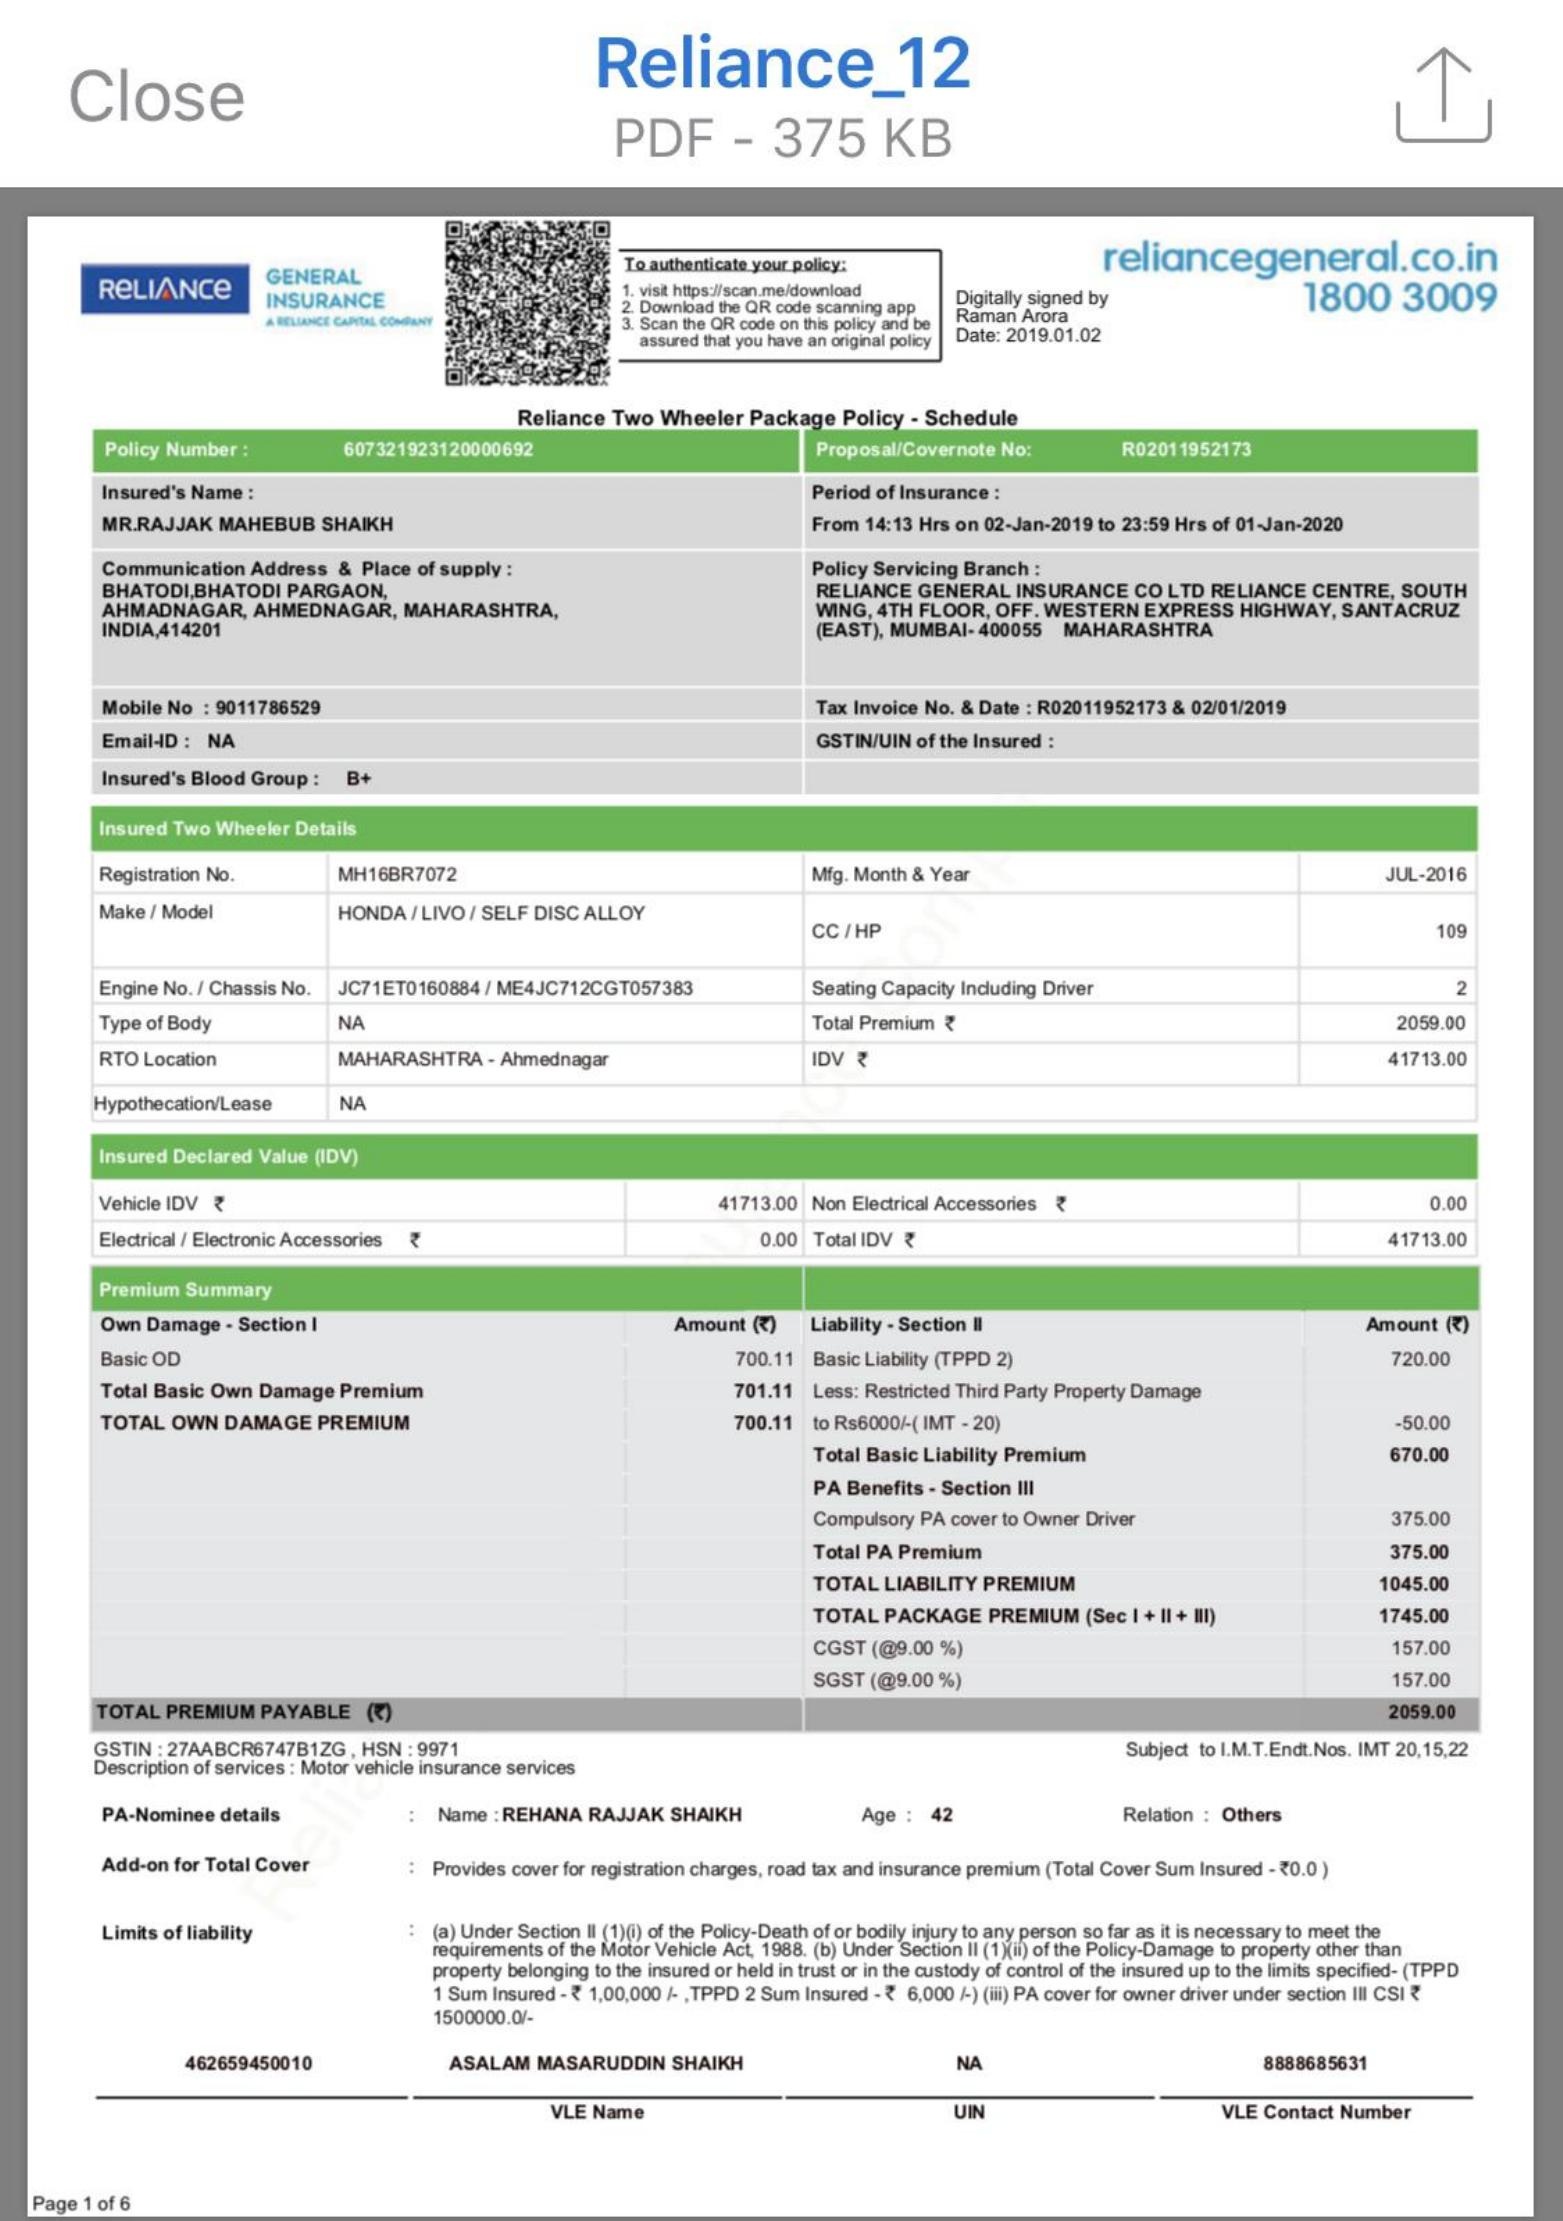 Close
Reliance_12
PDF - 375 KB
RELIANCE
GENERAL
INSURANCE
A RELIANCE CAPITAL COMPANY
To authenticate your policy:
1. visit https://scan.me/download
2. Download the QR code scanning app
3. Scan the QR code on this policy and be
assured that you have an original policy
Digitally signed by
Raman Arora
Date: 2019.01.02
reliancegeneral.co.in
1800 3009
Reliance Two Wheeler Package Policy - Schedule
Policy Number : 607321923120000692 Proposal/Covernote No: R02011952173
Insured's Name : Period of Insurance :
MR.RAJJAK MAHEBUB SHAIKH From 14:13 Hrs on 02-Jan-2019 to 23:59 Hrs of 01-Jan-2020
Communication Address & Place of supply :
BHATODI,BHATODI PARGAON,
AHMADNAGAR, AHMEDNAGAR, MAHARASHTRA,
INDIA,414201
Policy Servicing Branch :
RELIANCE GENERAL INSURANCE CO LTD RELIANCE CENTRE, SOUTH
WING, 4TH FLOOR, OFF. WESTERN EXPRESS HIGHWAY, SANTACRUZ
(EAST), MUMBAI- 400055 MAHARASHTRA
Mobile No : 9011786529 Tax Invoice No. & Date : R02011952173 & 02/01/2019
Email-ID : NA GSTIN/UIN of the Insured :
Insured's Blood Group : B+
Insured Two Wheeler Details
Registration No. MH16BR7072 Mfg. Month & Year JUL-2016
Make / Model HONDA / LIVO / SELF DISC ALLOY CC / HP 109
Engine No. / Chassis No. JC71ET0160884 / ME4JC712CGT057383 Seating Capacity Including Driver 2
Type of Body NA Total Premium ₹ 2059.00
RTO Location MAHARASHTRA - Ahmednagar IDV ₹ 41713.00
Hypothecation/Lease NA
Insured Declared Value (IDV)
Vehicle IDV ₹ 41713.00 Non Electrical Accessories ₹ 0.00
Electrical / Electronic Accessories ₹ 0.00 Total IDV ₹ 41713.00
Premium Summary
Own Damage - Section I Amount (₹) Liability - Section II Amount (₹)
Basic OD 700.11 Basic Liability (TPPD 2) 720.00
Total Basic Own Damage Premium 701.11 Less: Restricted Third Party Property Damage
TOTAL OWN DAMAGE PREMIUM 700.11 to Rs6000/-( IMT - 20) -50.00
Total Basic Liability Premium 670.00
PA Benefits - Section III
Compulsory PA cover to Owner Driver 375.00
Total PA Premium 375.00
TOTAL LIABILITY PREMIUM 1045.00
TOTAL PACKAGE PREMIUM (Sec I + II + III) 1745.00
CGST (@9.00 %) 157.00
SGST (@9.00 %) 157.00
TOTAL PREMIUM PAYABLE (₹) 2059.00
GSTIN : 27AABCR6747B1ZG , HSN : 9971 Subject to I.M.T.Endt.Nos. IMT 20,15,22
Description of services : Motor vehicle insurance services
PA-Nominee details : Name : REHANA RAJJAK SHAIKH Age : 42 Relation : Others
Add-on for Total Cover : Provides cover for registration charges, road tax and insurance premium (Total Cover Sum Insured - ₹0.0 )
Limits of liability : (a) Under Section II (1)(i) of the Policy-Death of or bodily injury to any person so far as it is necessary to meet the
requirements of the Motor Vehicle Act, 1988. (b) Under Section II (1)(ii) of the Policy-Damage to property other than
property belonging to the insured or held in trust or in the custody of control of the insured up to the limits specified- (TPPD
1 Sum Insured - ₹ 1,00,000 /- ,TPPD 2 Sum Insured - ₹ 6,000 /-) (iii) PA cover for owner driver under section III CSI ₹
1500000.0/-
462659450010 ASALAM MASARUDDIN SHAIKH NA 8888685631
VLE Name UIN VLE Contact Number
Page 1 of 6